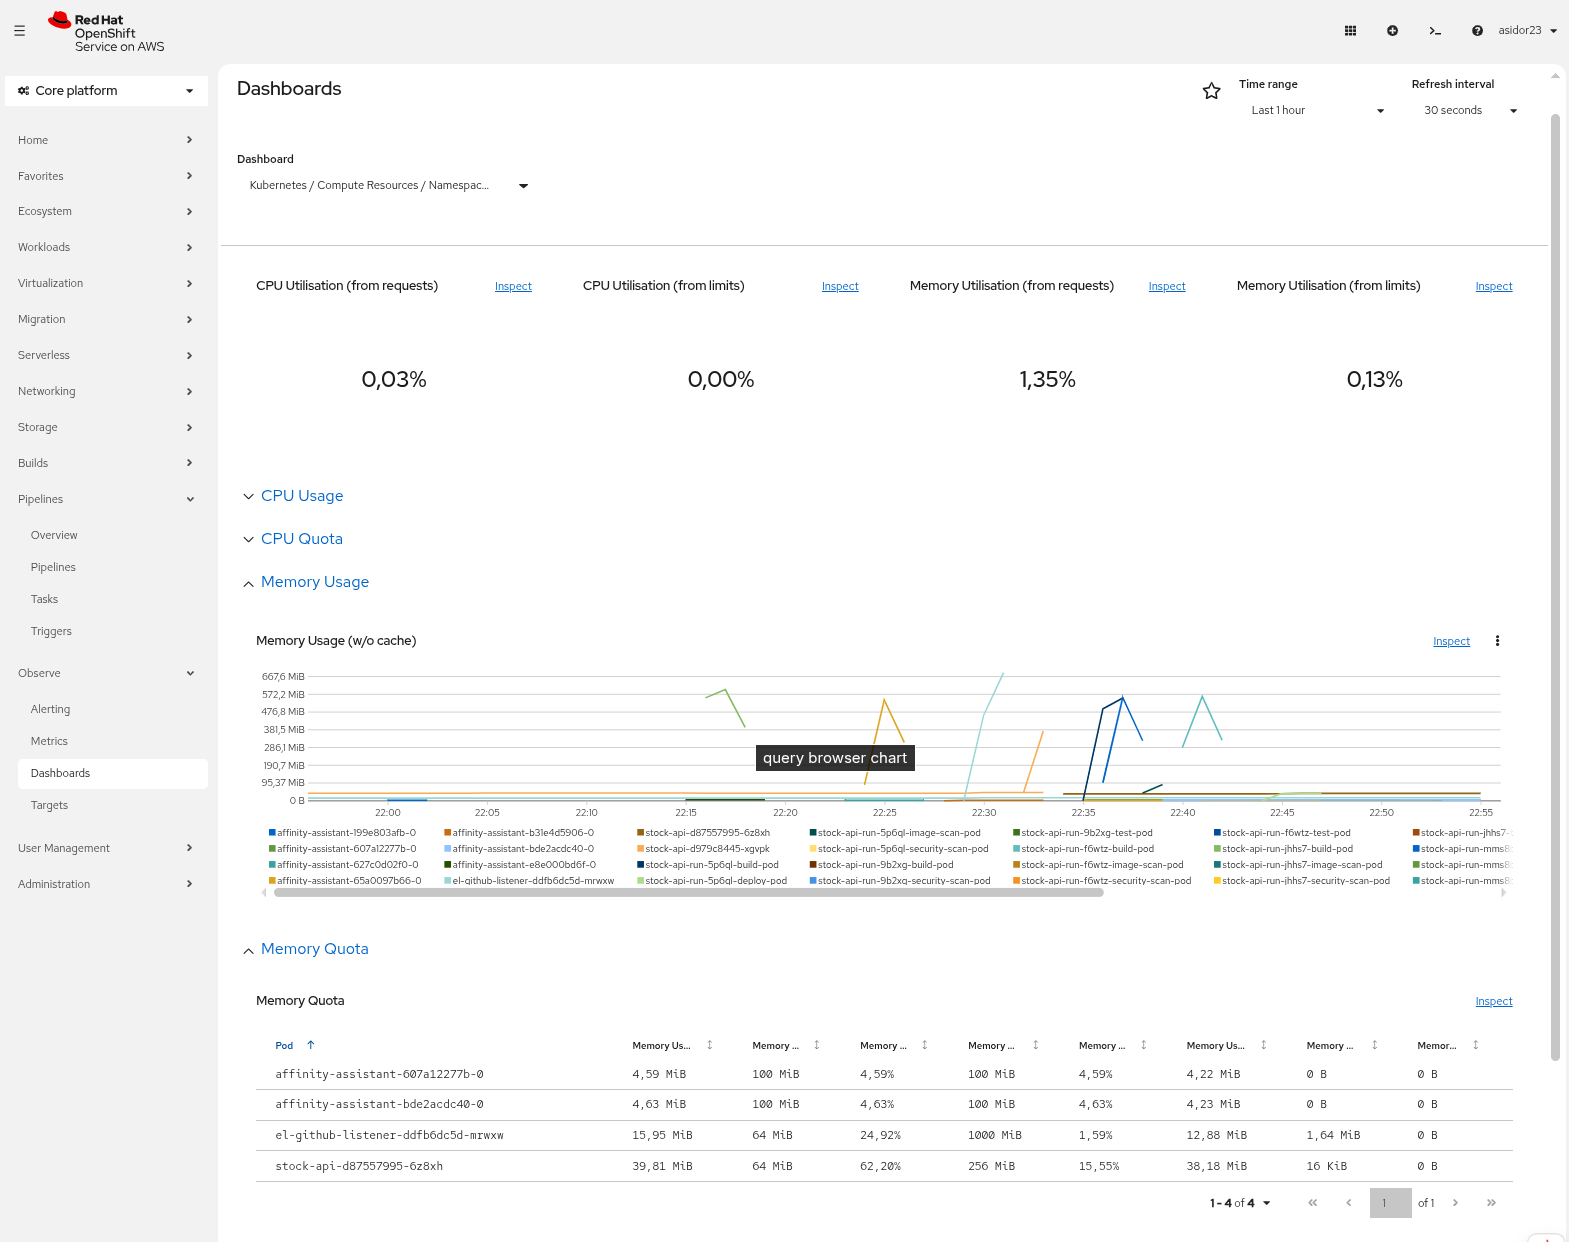 Red Hat
OpenShift
Service on AWS
asidor23
Core platform
Home
Favorites
Ecosystem
Workloads
Virtualization
Migration
Serverless
Networking
Storage
Builds
Pipelines
Overview
Pipelines
Tasks
Triggers
Observe
Alerting
Metrics
Dashboards
Targets
User Management
Administration
Dashboards
Time range
Refresh interval
Last 1 hour
30 seconds
Dashboard
Kubernetes / Compute Resources / Namespac...
CPU Utilisation (from requests)
Inspect
CPU Utilisation (from limits)
Inspect
Memory Utilisation (from requests)
Inspect
Memory Utilisation (from limits)
Inspect
0,03%
0,00%
1,35%
0,13%
CPU Usage
CPU Quota
Memory Usage
Memory Usage (w/o cache)
Inspect
667,6 MiB
572,2 MiB
476,8 MiB
381,5 MiB
286,1 MiB
190,7 MiB
95,37 MiB
0 B
query browser chart
22:00 22:05 22:10 22:15 22:20 22:25 22:30 22:35 22:40 22:45 22:50 22:55
affinity-assistant-199e803afb-0 affinity-assistant-b31e4d5906-0 stock-api-d87557995-6z8xh stock-api-run-5p6ql-image-scan-pod stock-api-run-9b2xg-test-pod stock-api-run-f6wtz-test-pod stock-api-run-jhhs7-
affinity-assistant-607a12277b-0 affinity-assistant-bde2acdc40-0 stock-api-d979c8445-xgvpk stock-api-run-5p6ql-security-scan-pod stock-api-run-f6wtz-build-pod stock-api-run-jhhs7-build-pod stock-api-run-mms8
affinity-assistant-627c0d02f0-0 affinity-assistant-e8e000bd6f-0 stock-api-run-5p6ql-build-pod stock-api-run-9b2xg-build-pod stock-api-run-f6wtz-image-scan-pod stock-api-run-jhhs7-image-scan-pod stock-api-run-mms8
affinity-assistant-65a0097b66-0 el-github-listener-ddfb6dc5d-mrwxw stock-api-run-5p6ql-deploy-pod stock-api-run-9b2xg-security-scan-pod stock-api-run-f6wtz-security-scan-pod stock-api-run-jhhs7-security-scan-pod stock-api-run-mms8
Memory Quota
Memory Quota
Inspect
Pod Memory Us... Memory ... Memory ... Memory ... Memory ... Memory Us... Memory ... Memor...
affinity-assistant-607a12277b-0 4,59 MiB 100 MiB 4,59% 100 MiB 4,59% 4,22 MiB 0 B 0 B
affinity-assistant-bde2acdc40-0 4,63 MiB 100 MiB 4,63% 100 MiB 4,63% 4,23 MiB 0 B 0 B
el-github-listener-ddfb6dc5d-mrwxw 15,95 MiB 64 MiB 24,92% 1000 MiB 1,59% 12,88 MiB 1,64 MiB 0 B
stock-api-d87557995-6z8xh 39,81 MiB 64 MiB 62,20% 256 MiB 15,55% 38,18 MiB 16 KiB 0 B
1 - 4 of 4
1 of 1